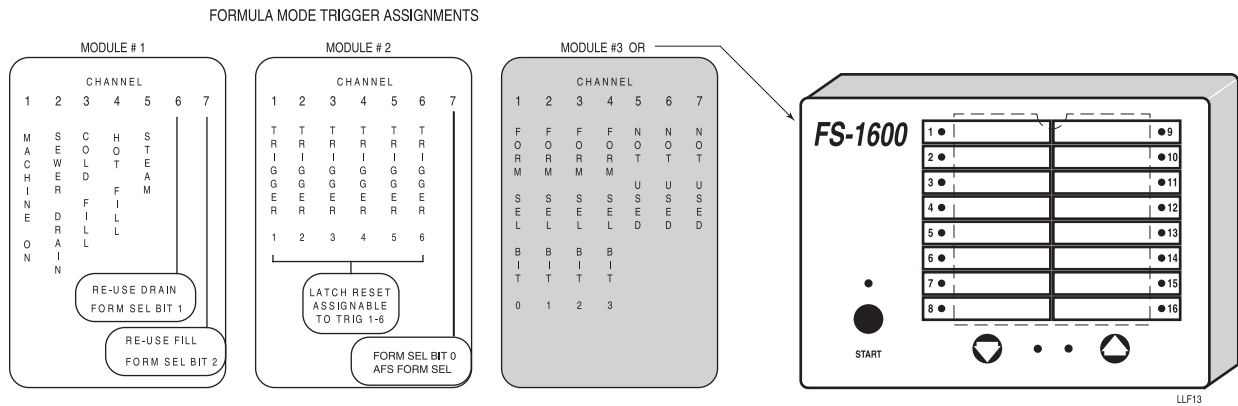 FORMULA MODE TRIGGER ASSIGNMENTS
MODULE # 1
CHANNEL
1 2 3 4 5 6 7
MACHINE ON
SEWER DRAIN
COLD FILL
HOT FILL
STEAM
RE-USE DRAIN
FORM SEL BIT 1
RE-USE FILL
FORM SEL BIT 2
MODULE # 2
CHANNEL
1 2 3 4 5 6 7
TRIGGER 1
TRIGGER 2
TRIGGER 3
TRIGGER 4
TRIGGER 5
TRIGGER 6
LATCH RESET
ASSIGNABLE
TO TRIG 1-6
FORM SEL BIT 0
AFS FORM SEL
MODULE #3 OR
CHANNEL
1 2 3 4 5 6 7
FORM SEL BIT 0
FORM SEL BIT 1
FORM SEL BIT 2
FORM SEL BIT 3
NOT USED
NOT USED
NOT USED
FS-1600
1 9
2 10
3 11
4 12
5 13
6 14
7 15
8 16
START
LLF13